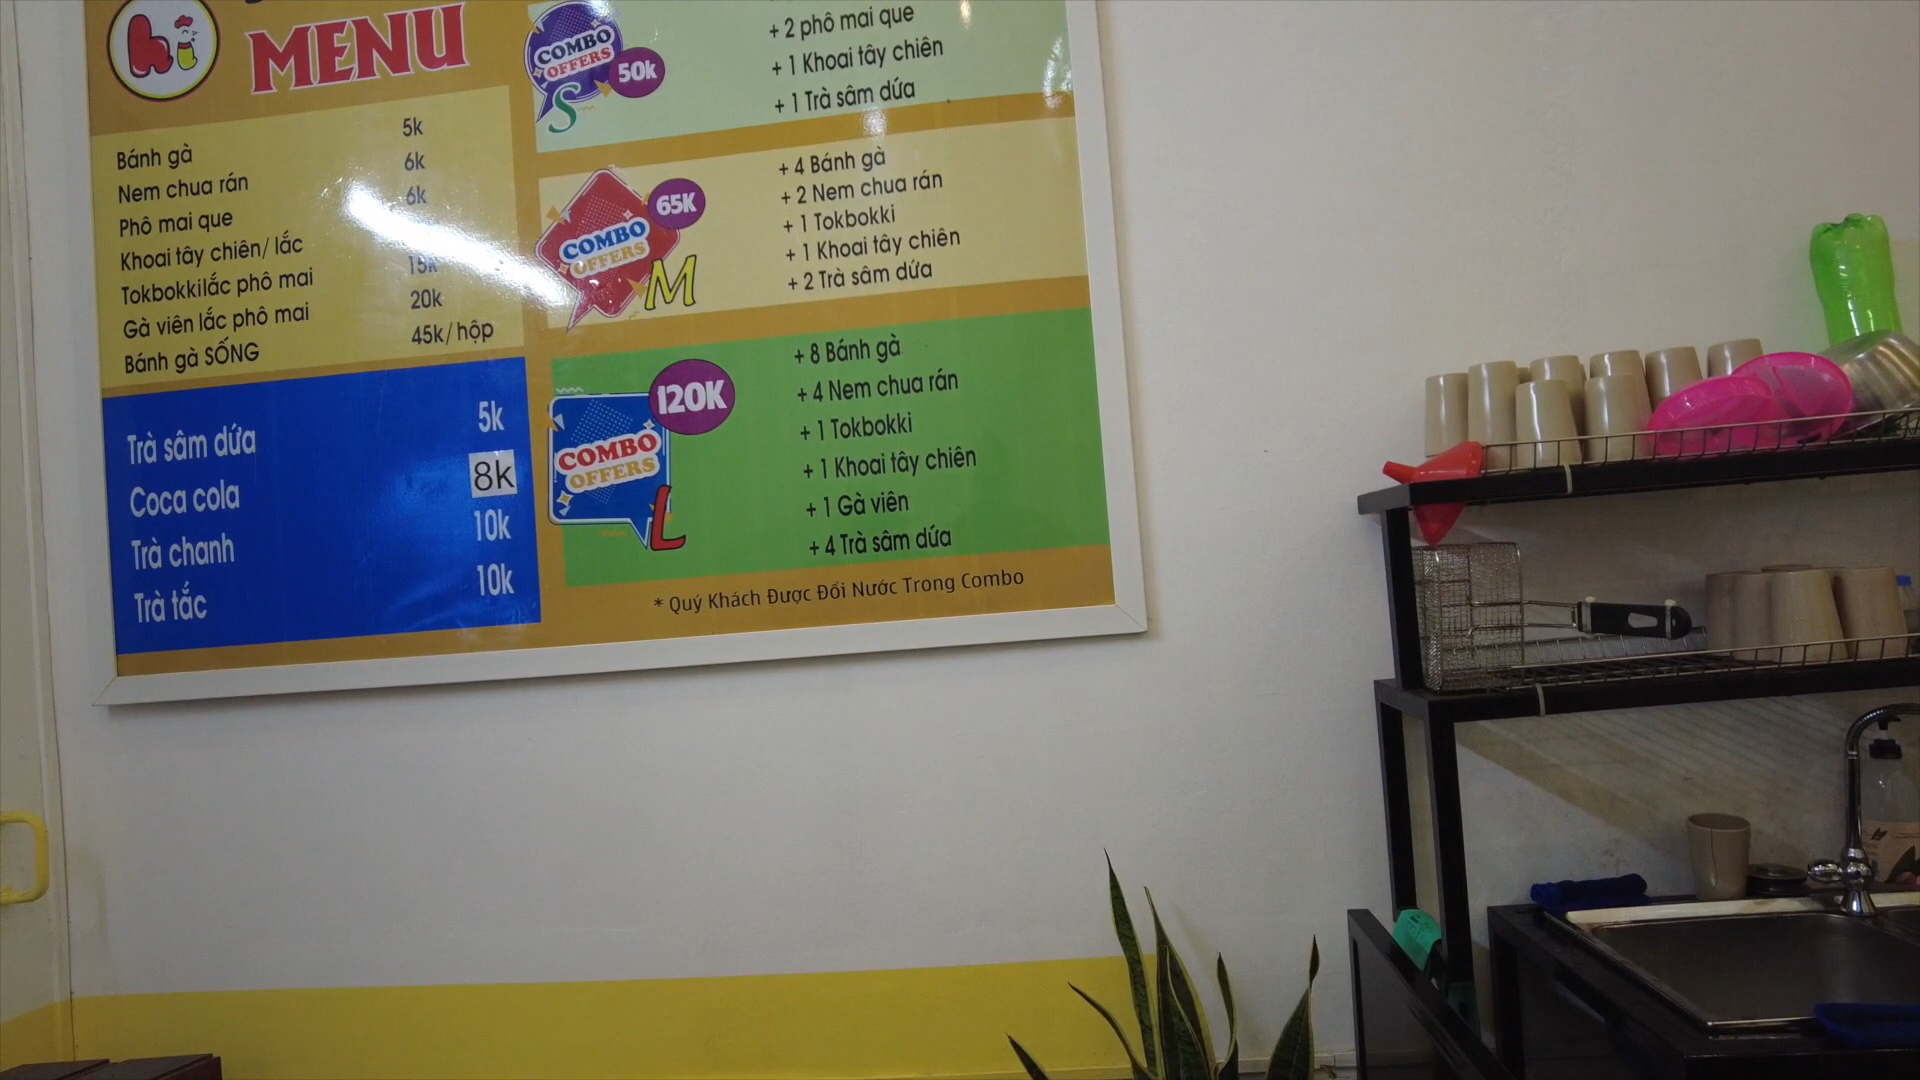 hi
MENU
Bánh gà 5k
Nem chua rán 6k
Phô mai que 6k
Khoai tây chiên/ lắc
Tokbokkilắc phô mai 15k
Gà viên lắc phô mai 20k
Bánh gà SỐNG 45k/hộp
Trà sâm dứa 5k
Coca cola 8k
Trà chanh 10k
Trà tắc 10k
COMBO
OFFERS
50k
S
+ 2 phô mai que
+ 1 Khoai tây chiên
+ 1 Trà sâm dứa
COMBO
OFFERS
65K
M
+ 4 Bánh gà
+ 2 Nem chua rán
+ 1 Tokbokki
+ 1 Khoai tây chiên
+ 2 Trà sâm dứa
COMBO
OFFERS
120K
L
+ 8 Bánh gà
+ 4 Nem chua rán
+ 1 Tokbokki
+ 1 Khoai tây chiên
+ 1 Gà viên
+ 4 Trà sâm dứa
* Quý Khách Được Đổi Nước Trong Combo